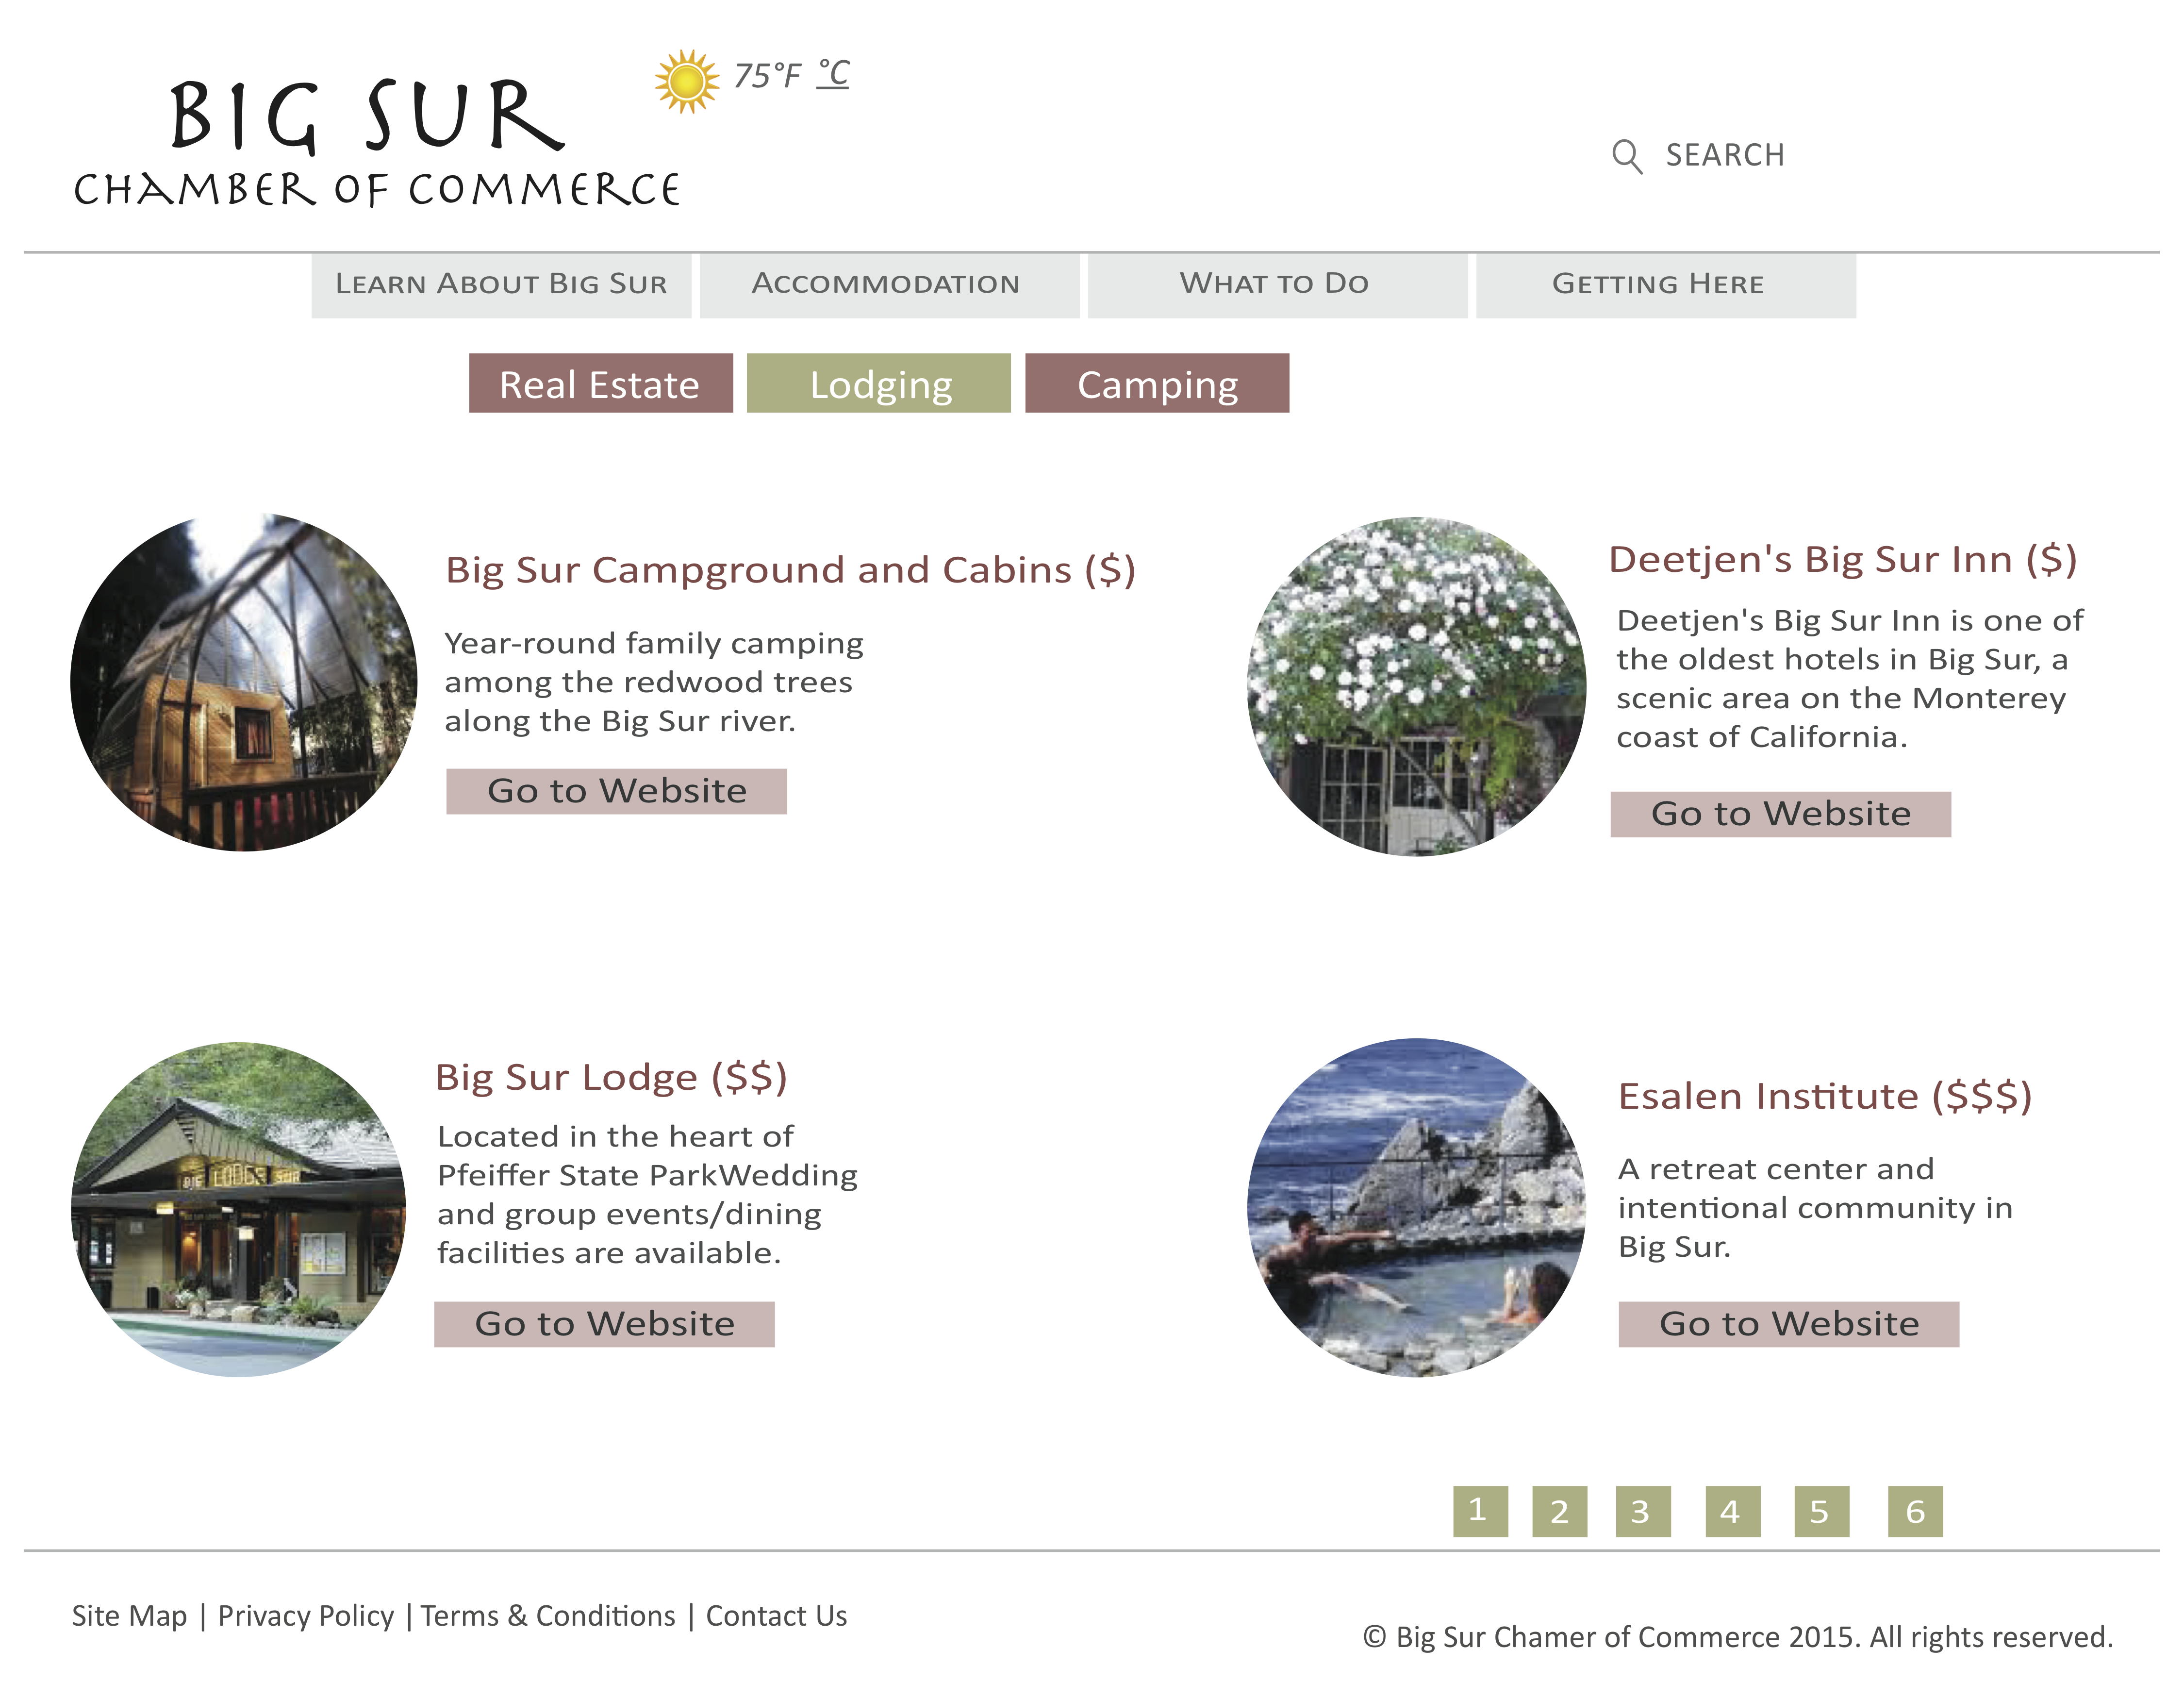 BIG SUR
CHAMBER OF COMMERCE
75°F °C
SEARCH
LEARN ABOUT BIG SUR
ACCOMMODATION
WHAT TO DO
GETTING HERE
Real Estate
Lodging
Camping
Big Sur Campground and Cabins ($)
Year-round family camping
among the redwood trees
along the Big Sur river.
Go to Website
Deetjen's Big Sur Inn ($)
Deetjen's Big Sur Inn is one of
the oldest hotels in Big Sur, a
scenic area on the Monterey
coast of California.
Go to Website
BIG LODGE SUR
Big Sur Lodge ($$)
Located in the heart of
Pfeiffer State ParkWedding
and group events/dining
facilities are available.
Go to Website
Esalen Institute ($$$)
A retreat center and
intentional community in
Big Sur.
Go to Website
1 2 3 4 5 6
Site Map | Privacy Policy | Terms & Conditions | Contact Us
© Big Sur Chamer of Commerce 2015. All rights reserved.